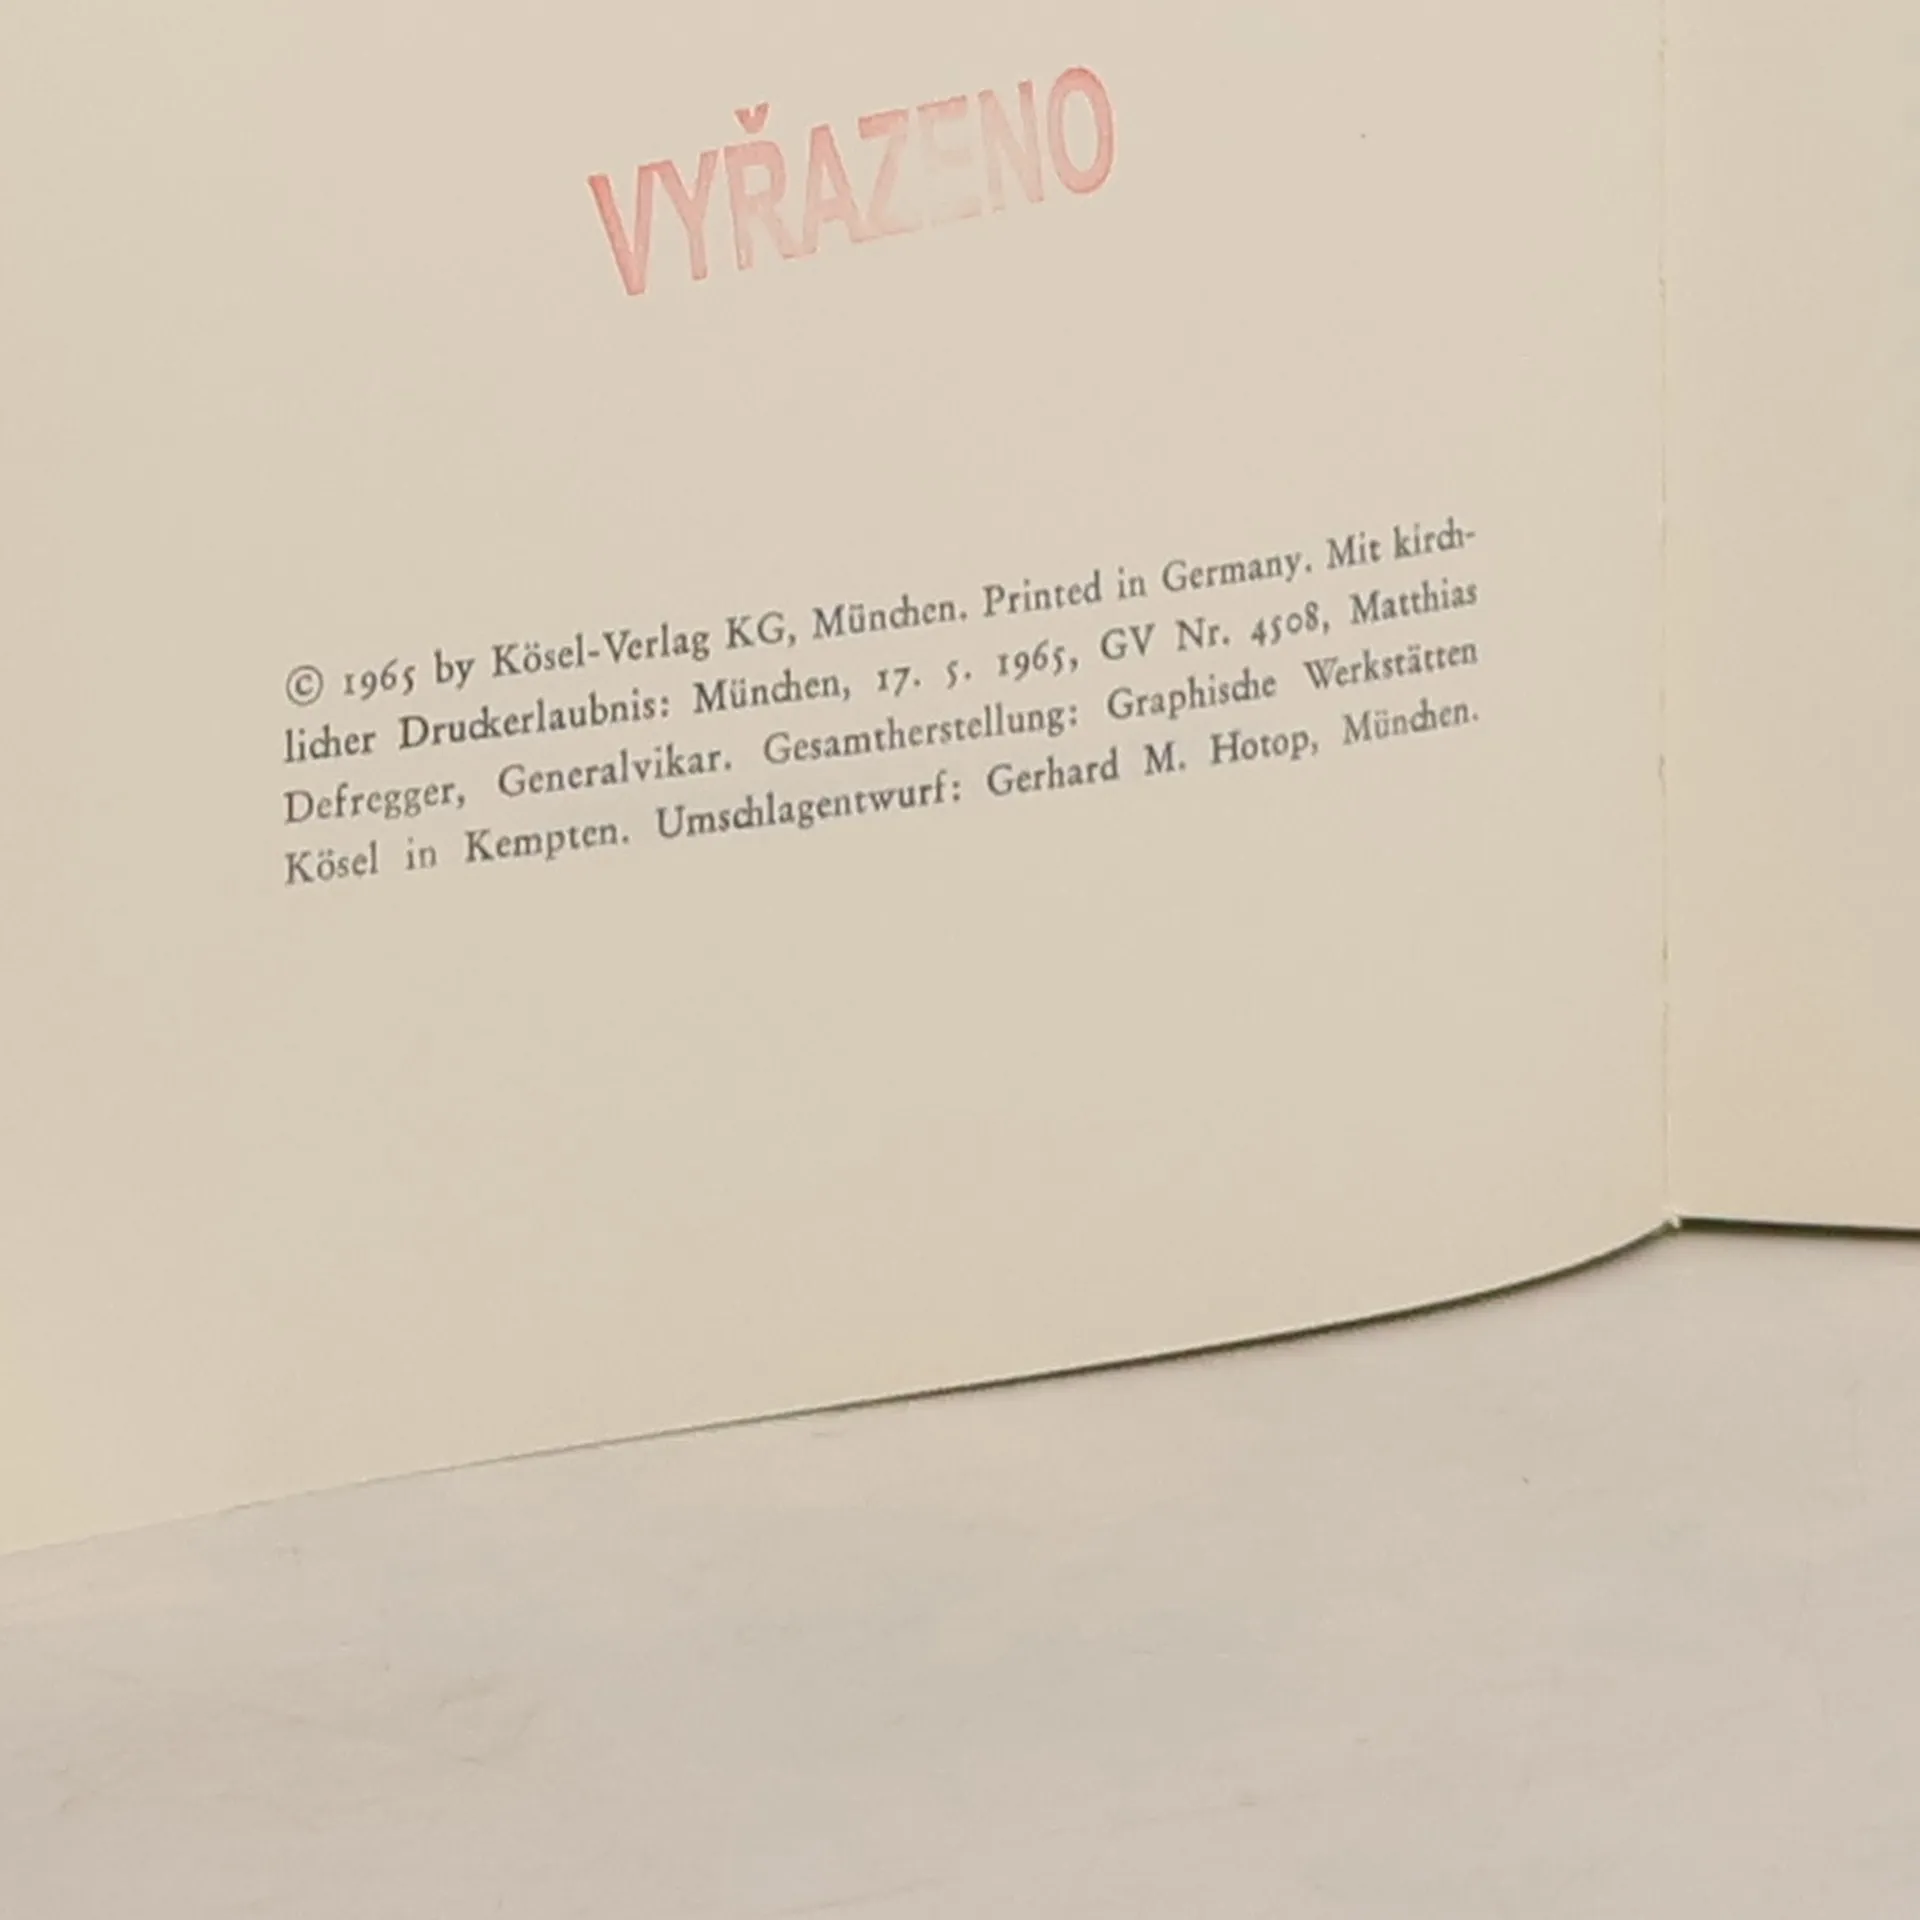 VYŘAZENO
© 1965 by Kösel-Verlag KG, München. Printed in Germany. Mit kirch-
licher Druckerlaubnis: München, 17. 5. 1965, GV Nr. 4508, Matthias
Defregger, Generalvikar. Gesamtherstellung: Graphische Werkstätten
Kösel in Kempten. Umschlagentwurf: Gerhard M. Hotop, München.